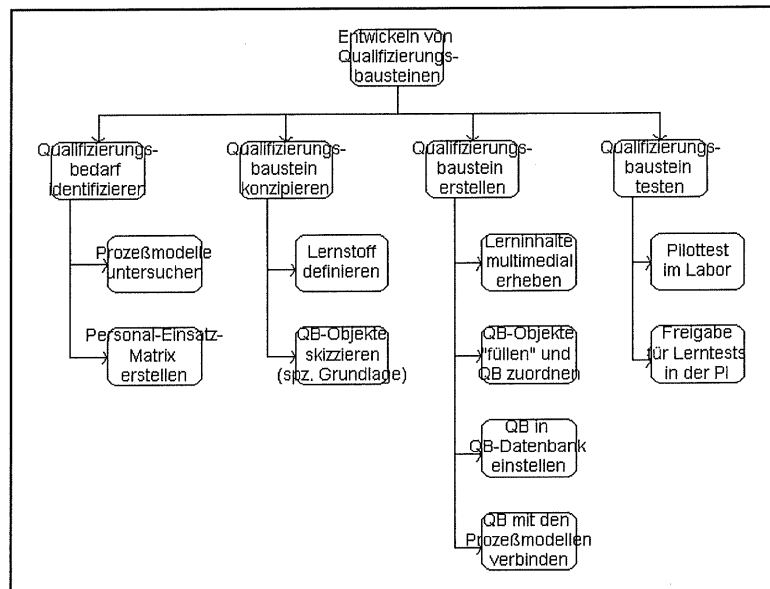 Entwickeln von
Qualifizierungs-
bausteinen
Qualifizierungs-
bedarf
identifizieren
Prozeßmodelle
untersuchen
Personal-Einsatz-
Matrix
erstellen
Qualifizierungs-
baustein
konzipieren
Lernstoff
definieren
QB-Objekte
skizzieren
(spz. Grundlage)
Qualifizierungs-
baustein
erstellen
Lerninhalte
multimedial
erheben
QB-Objekte
"füllen" und
QB zuordnen
QB in
QB-Datenbank
einstellen
QB mit den
Prozeßmodellen
verbinden
Qualifizierungs-
baustein
testen
Pilottest
im Labor
Freigabe
für Lerntests
in der PI